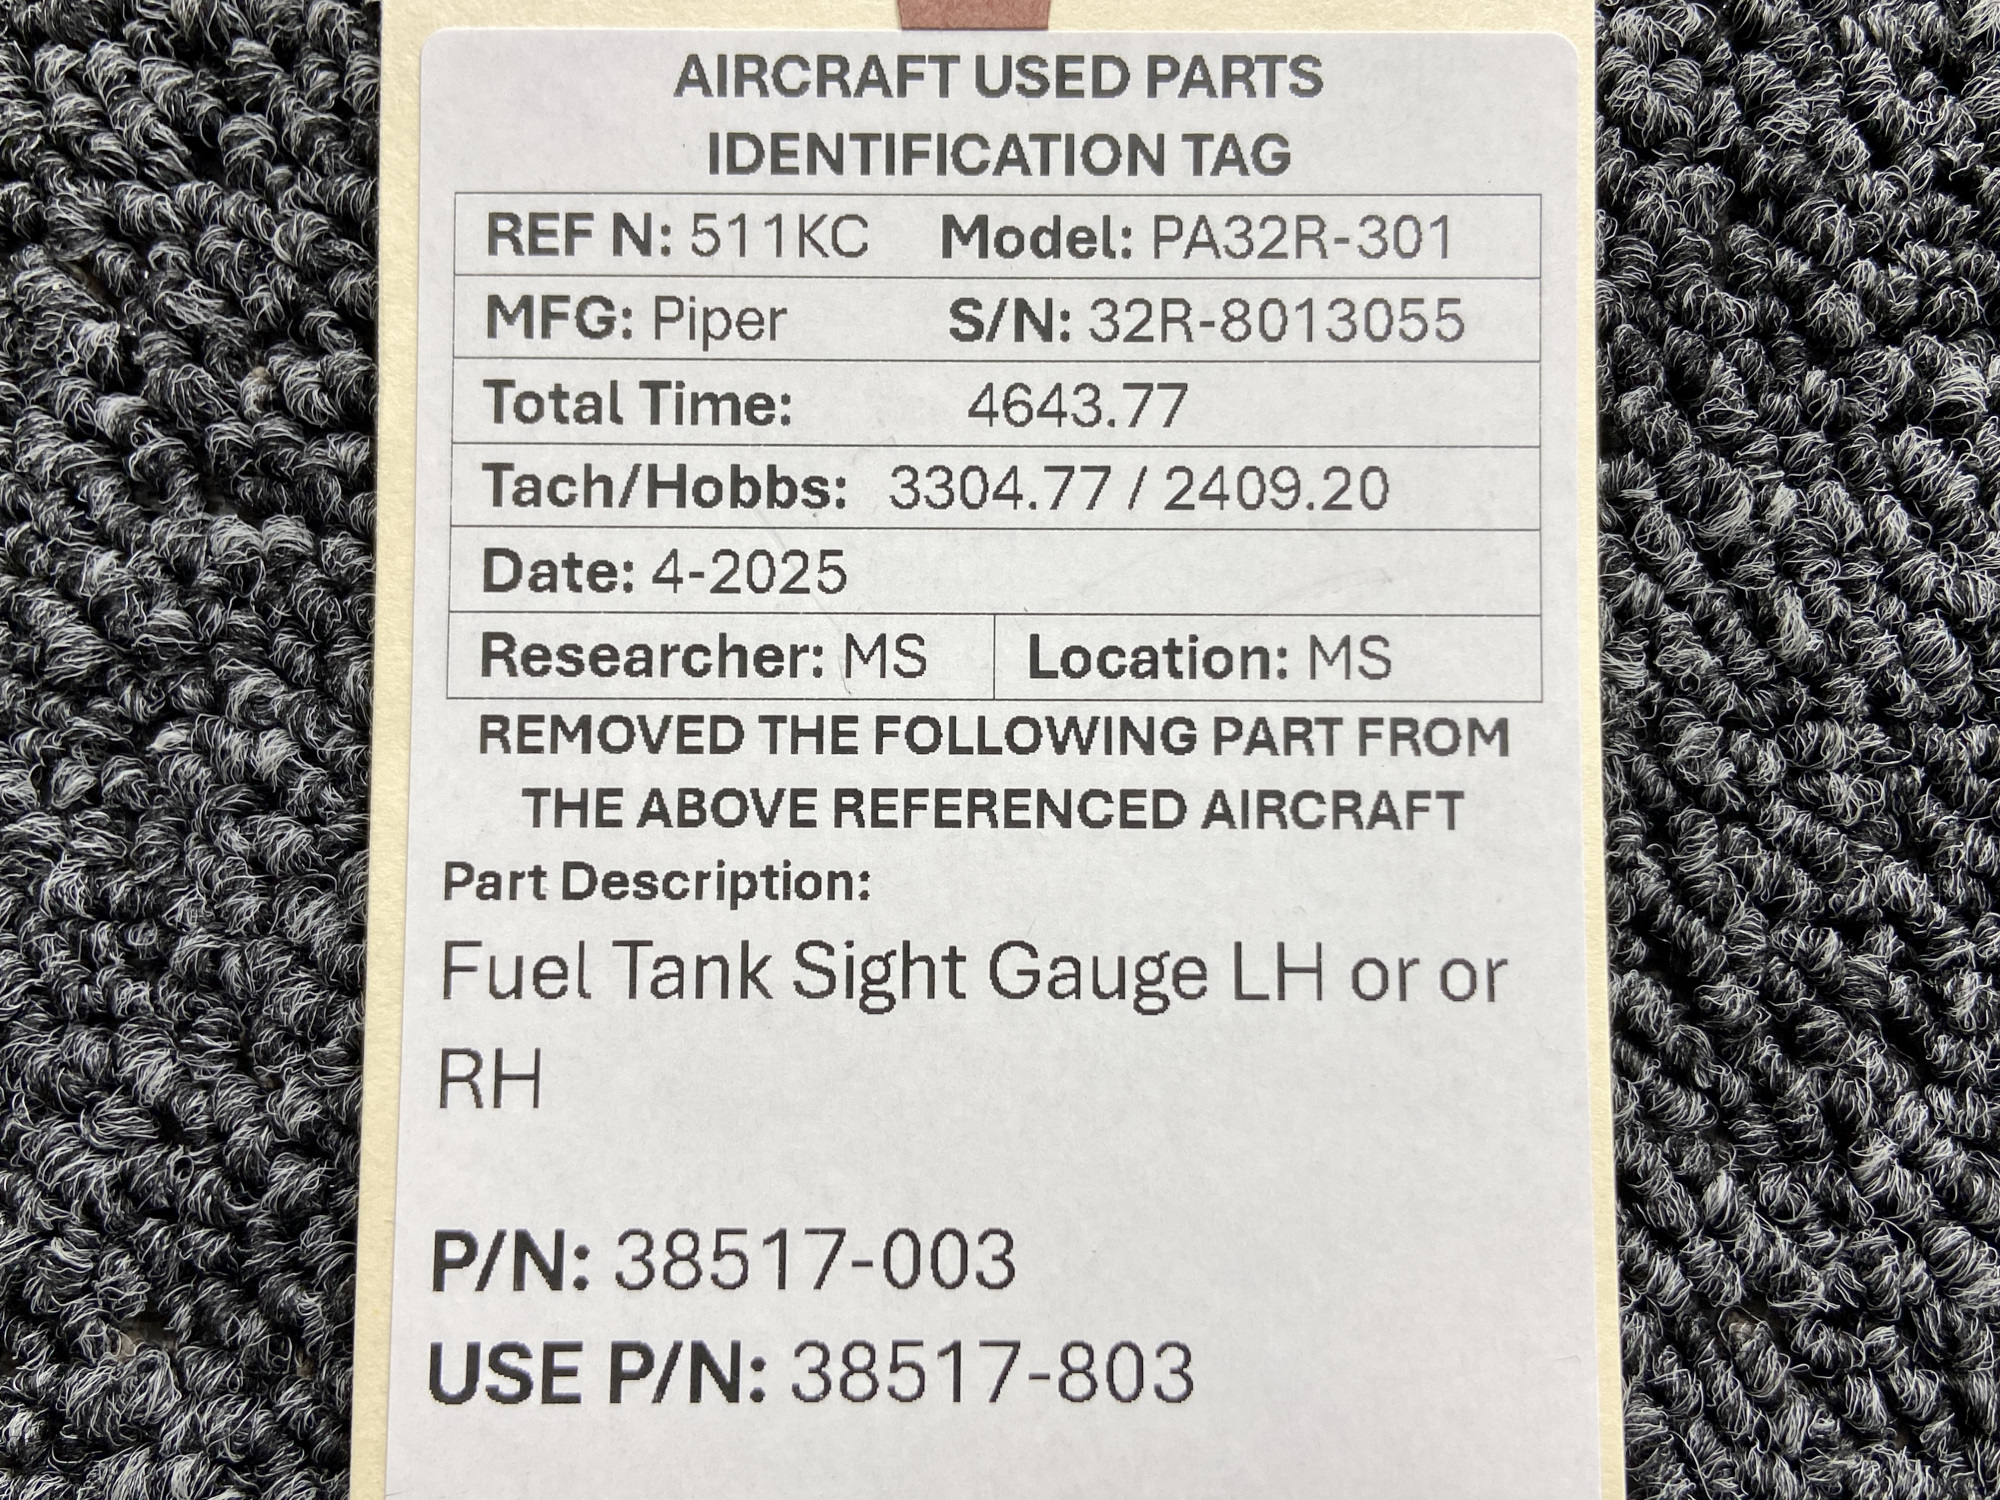 AIRCRAFT USED PARTS
IDENTIFICATION TAG
REF N: 511KC Model: PA32R-301
MFG: Piper S/N: 32R-8013055
Total Time: 4643.77
Tach/Hobbs: 3304.77 / 2409.20
Date: 4-2025
Researcher: MS Location: MS
REMOVED THE FOLLOWING PART FROM
THE ABOVE REFERENCED AIRCRAFT
Part Description:
Fuel Tank Sight Gauge LH or or
RH
P/N: 38517-003
USE P/N: 38517-803